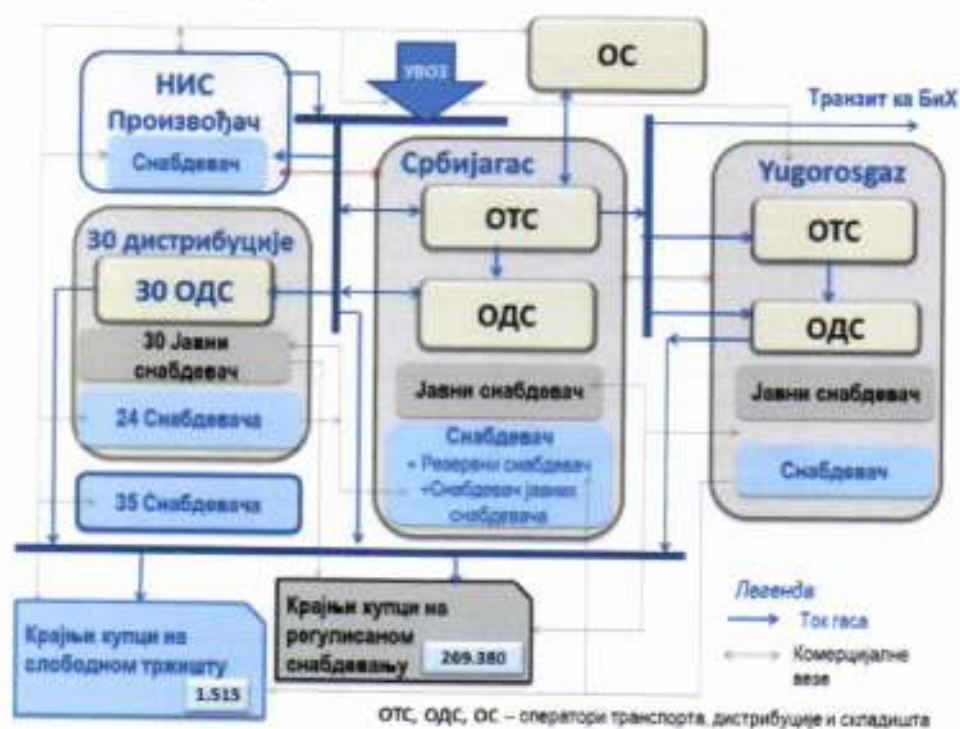 УВОЗ
ОС
НИС
Произвођач
Снабдевач
Транзит ка БиХ
Србијагас
ОТС
ОДС
Јавни снабдевач
Снабдевач
+ Резервни снабдевач
+Снабдевач јавних
снабдевача
Yugorosgaz
ОТС
ОДС
Јавни снабдевач
Снабдевач
30 дистрибуције
30 ОДС
30 Јавни
снабдевач
24 Снабдевача
35 Снабдевача
Крајњи купци на
слободном тржишту
1.515
Крајњи купци на
регулисаном
снабдевању
269.380
Легенда:
Ток гаса
Комерцијалне
везе
ОТС, ОДС, ОС – оператори транспорта, дистрибуције и складишта